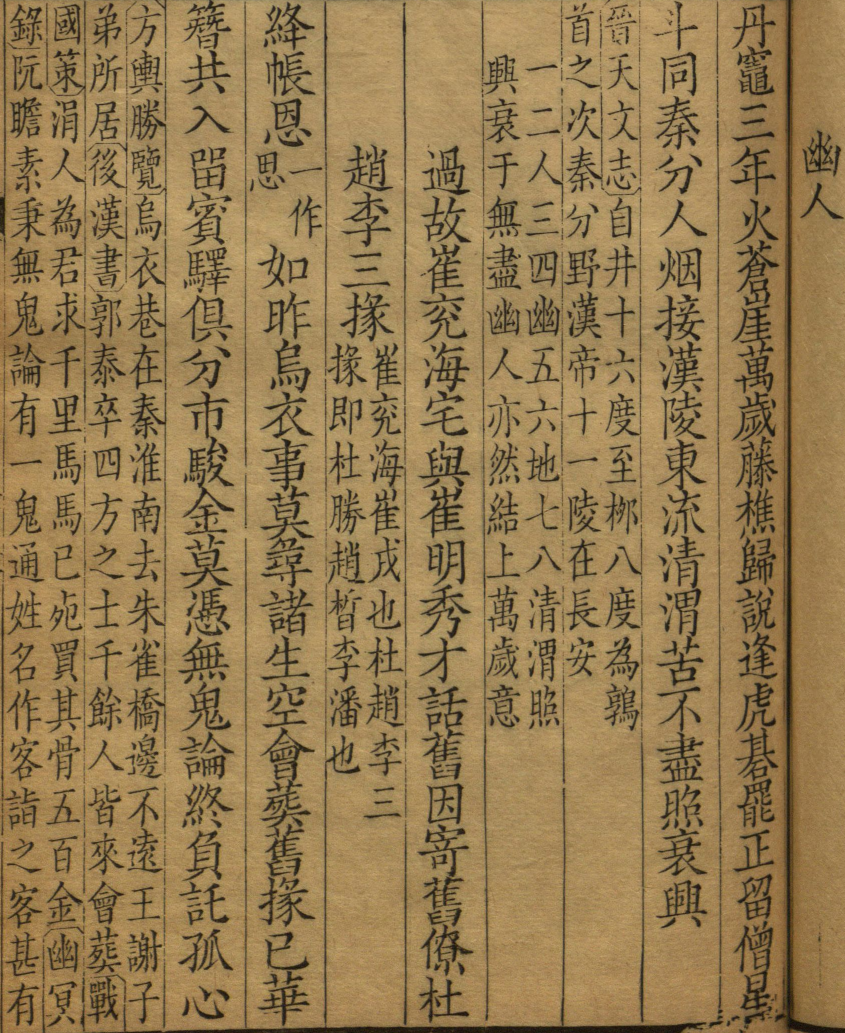 幽人
丹竈三年火蒼崖萬歲藤樵歸說逢虎碁罷正留僧星
斗同秦分人烟接漢陵東流清渭苦不盡照衰興
晉天文志自井十六度至桺八度為鶉
首之次秦分野漢帝十一陵在長安
一二人三四幽五六地七八清渭照
興衰于無盡幽人亦然結上萬歲意
過故崔兖海宅與崔明秀才話舊因寄舊僚杜
趙李三掾
崔兖海崔戎也杜趙李三
掾即杜勝趙晳李潘也
絳帳恩
一作
思
如昨烏衣事莫尋諸生空會葬舊掾已華
簪共入留賓驛俱分市駿金莫憑無鬼論終負託孤心
方輿勝覽烏衣巷在秦淮南去朱雀橋邊不遠王謝子
弟所居後漢書郭泰卒四方之士千餘人皆來會葬戰
國策涓人為君求千里馬馬已死買其骨五百金幽冥
錄阮瞻素秉無鬼論有一鬼通姓名作客詣之客甚有